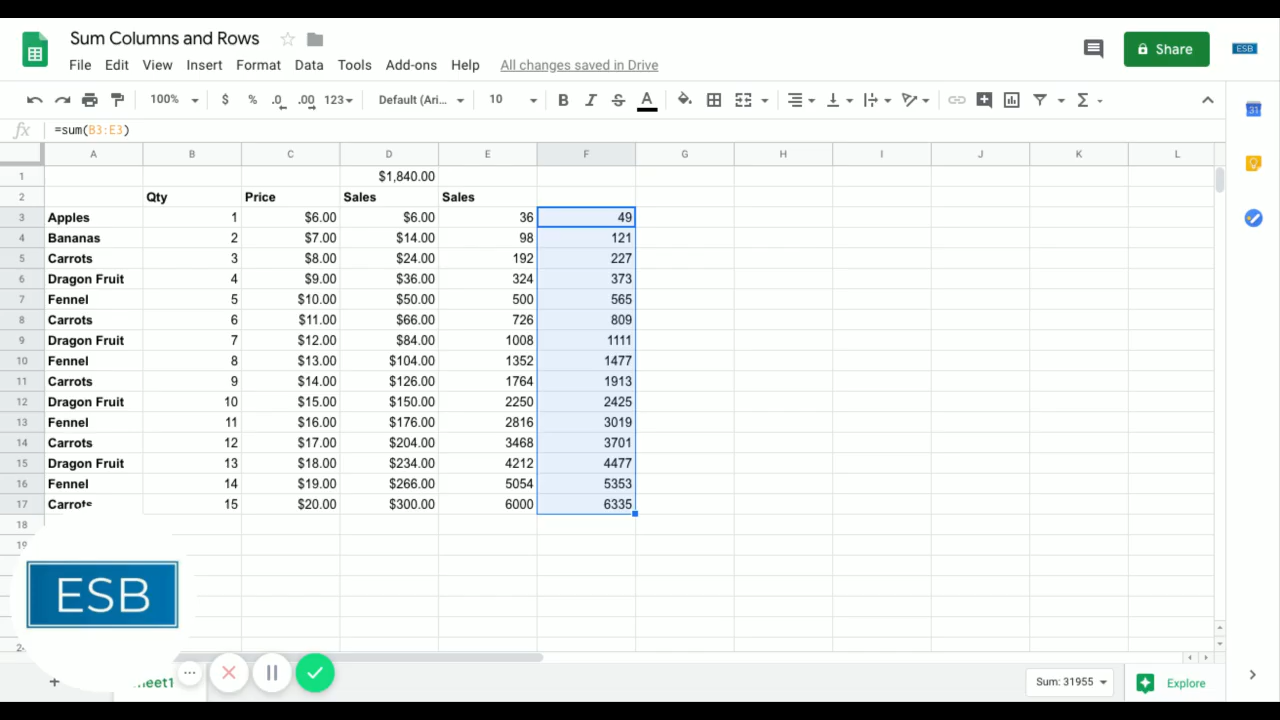 Sum Columns and Rows
ESB
Share
File Edit View Insert Format Data Tools Add-ons Help All changes saved in Drive
100% $ % .0 .00 123 Default (Ari... 10 B I S A Σ
31
fx =sum(B3:E3)
A B C D E F G H I J K L
1 $1,840.00
2 Qty Price Sales Sales
3 Apples 1 $6.00 $6.00 36 49
4 Bananas 2 $7.00 $14.00 98 121
5 Carrots 3 $8.00 $24.00 192 227
6 Dragon Fruit 4 $9.00 $36.00 324 373
7 Fennel 5 $10.00 $50.00 500 565
8 Carrots 6 $11.00 $66.00 726 809
9 Dragon Fruit 7 $12.00 $84.00 1008 1111
10 Fennel 8 $13.00 $104.00 1352 1477
11 Carrots 9 $14.00 $126.00 1764 1913
12 Dragon Fruit 10 $15.00 $150.00 2250 2425
13 Fennel 11 $16.00 $176.00 2816 3019
14 Carrots 12 $17.00 $204.00 3468 3701
15 Dragon Fruit 13 $18.00 $234.00 4212 4477
16 Fennel 14 $19.00 $266.00 5054 5353
17 Carrots 15 $20.00 $300.00 6000 6335
18
19
ESB
+ heet1 Sum: 31955 Explore